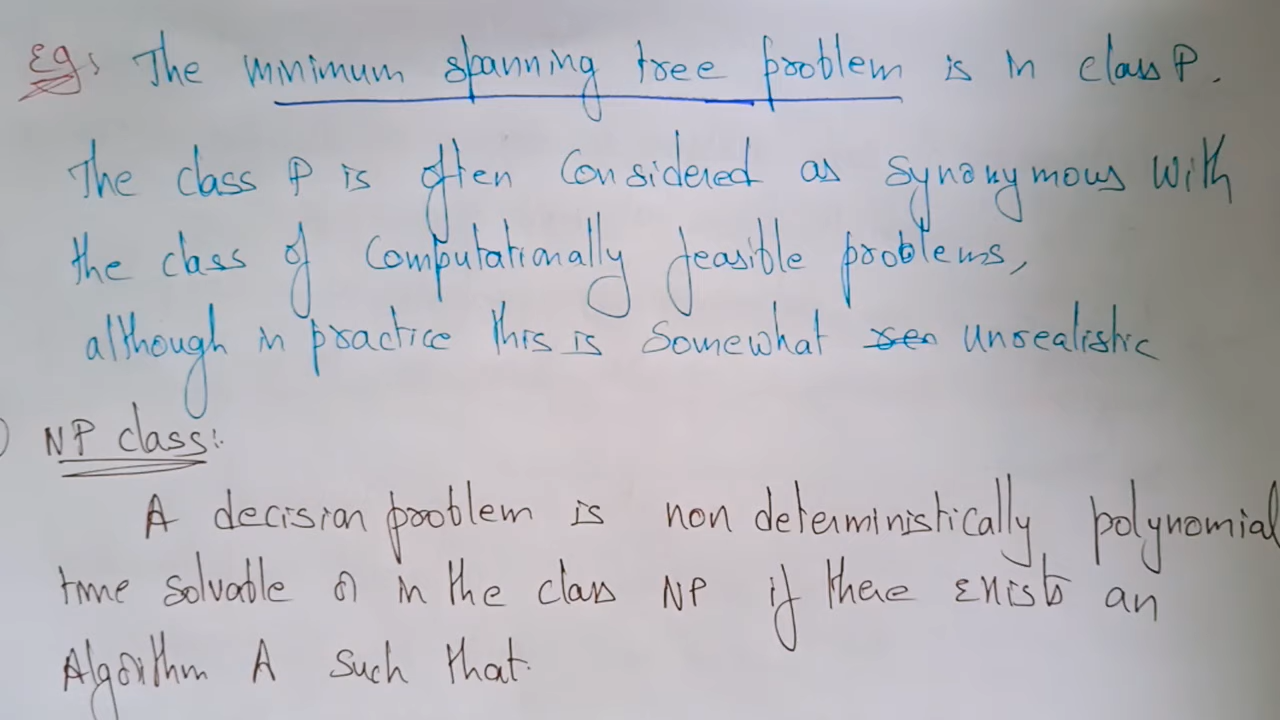 Eg: The minimum spanning tree problem is in class P.
The class P is often considered as synonymous with
the class of computationally feasible problems,
although in practice this is somewhat unrealistic
) NP class:
A decision problem is non deterministically polynomial
time solvable or in the class NP if there exists an
Algorithm A such that